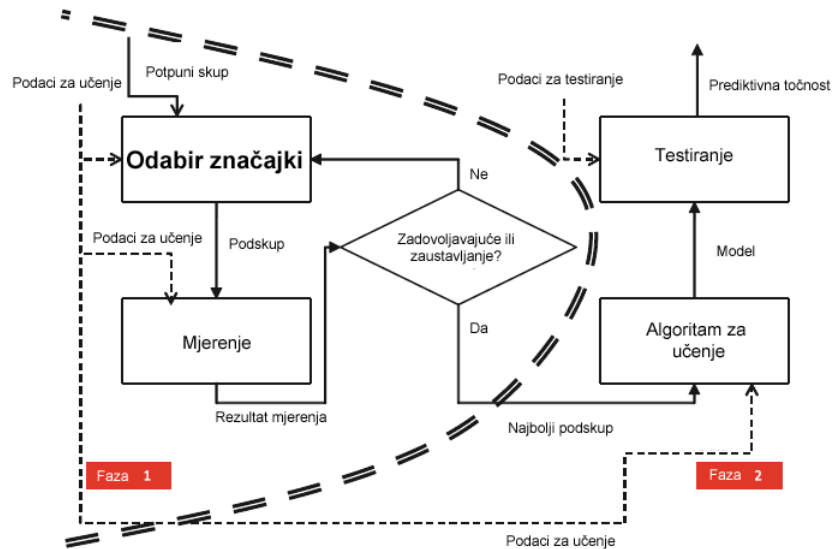 Potpuni skup
Podaci za učenje
Podaci za testiranje
Prediktivna točnost
Odabir značajki
Testiranje
Ne
Podaci za učenje
Podskup
Zadovoljavajuće ili
zaustavljanje?
Model
Mjerenje
Da
Algoritam za
učenje
Rezultat mjerenja
Najbolji podskup
Faza 1
Faza 2
Podaci za učenje